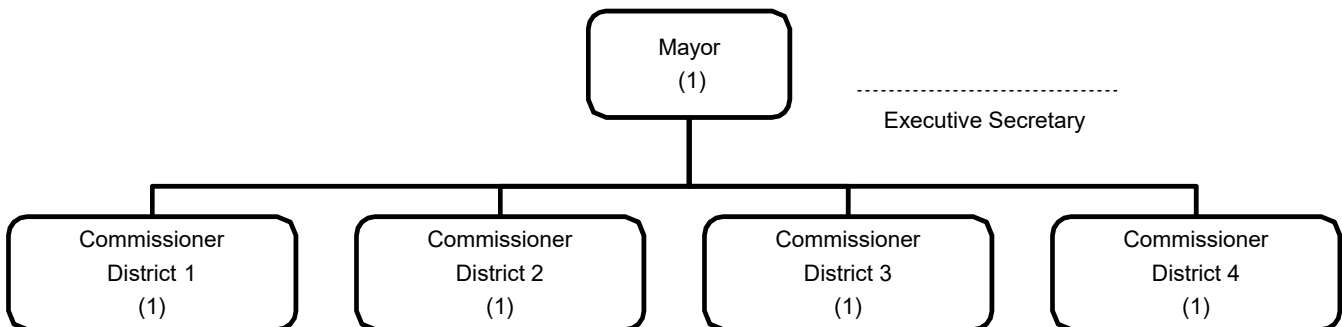 Mayor
(1)
Executive Secretary
Commissioner
District 1
(1)
Commissioner
District 2
(1)
Commissioner
District 3
(1)
Commissioner
District 4
(1)